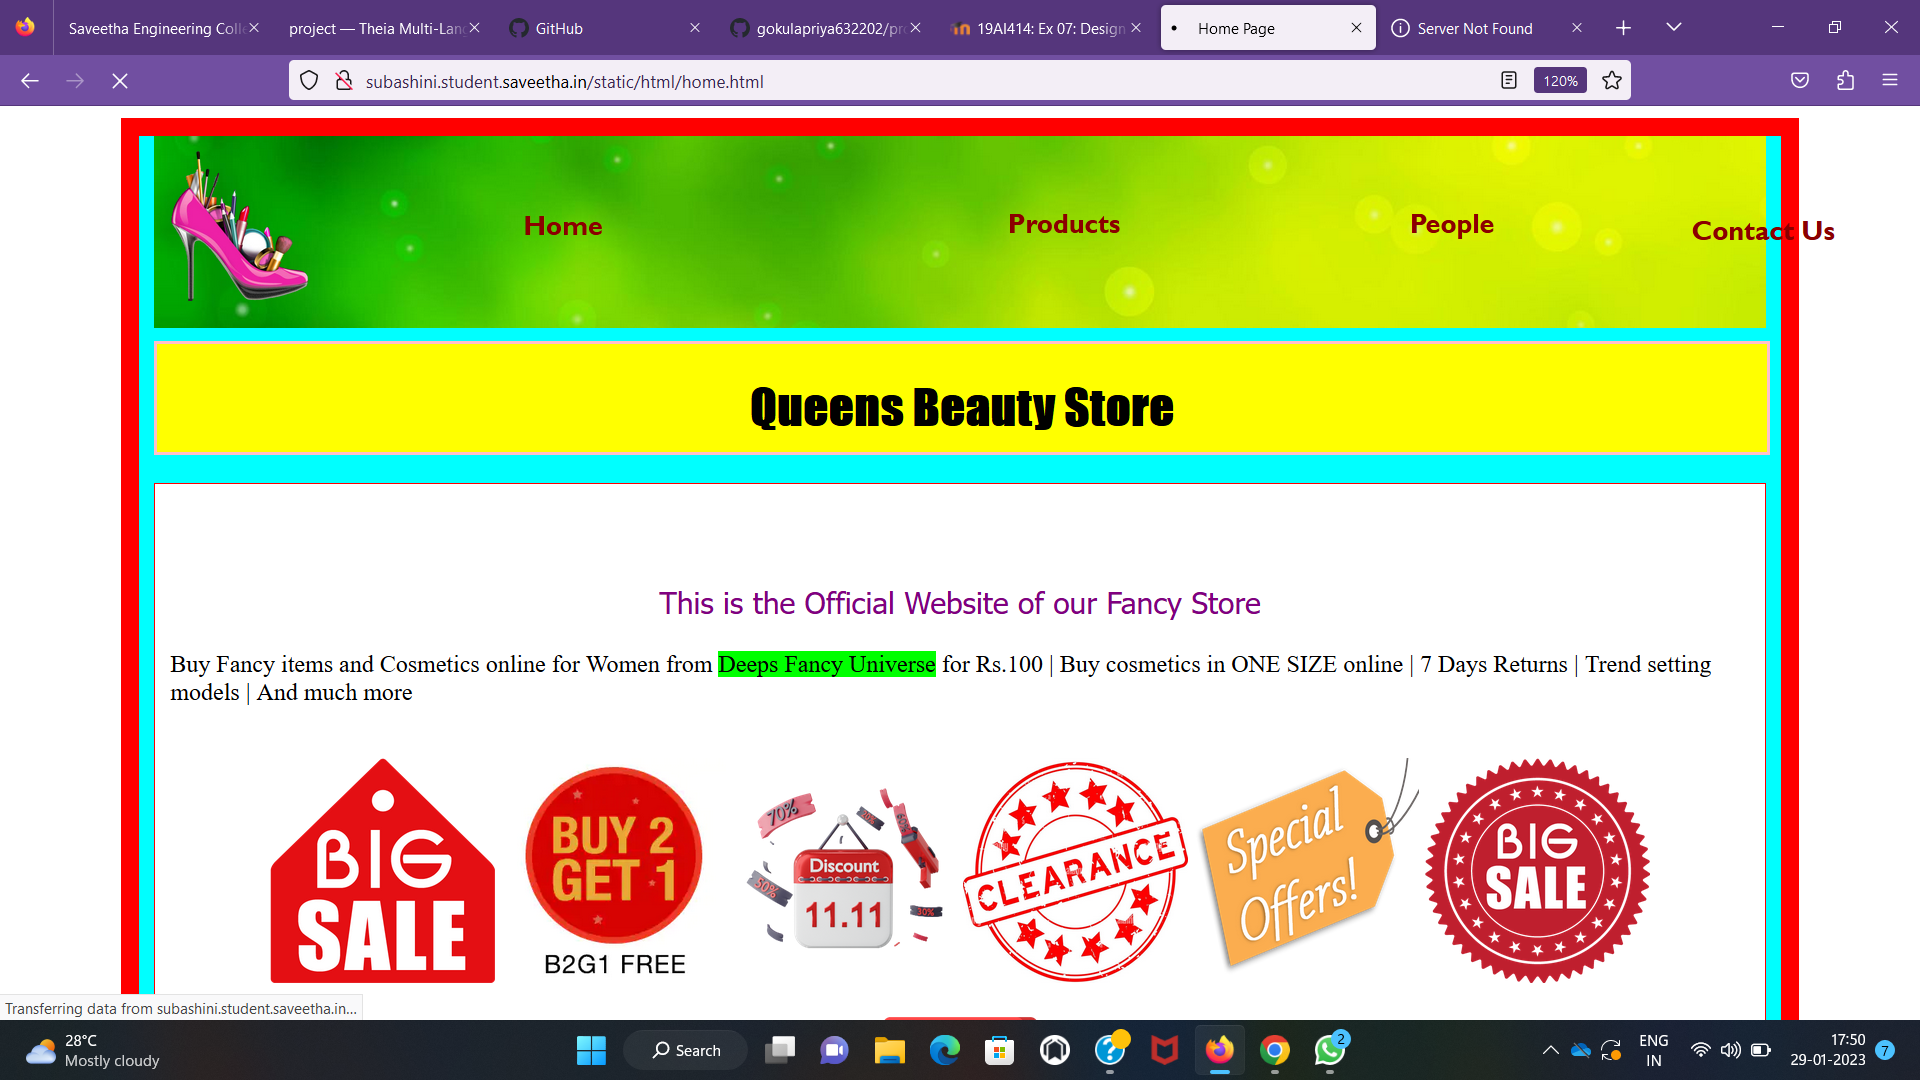 Saveetha Engineering Coll
project — Theia Multi-Lang
GitHub
gokulapriya632202/pro
19AI414: Ex 07: Design
Home Page
Server Not Found
subashini.student.saveetha.in/static/html/home.html
120%
Home
Products
People
Contact Us
Queens Beauty Store
This is the Official Website of our Fancy Store
Buy Fancy items and Cosmetics online for Women from Deeps Fancy Universe for Rs.100 | Buy cosmetics in ONE SIZE online | 7 Days Returns | Trend setting
models | And much more
BIG
SALE
BUY 2
GET 1
B2G1 FREE
70%
50%
30%
Discount
11.11
CLEARANCE
Special
Offers!
BIG
SALE
Transferring data from subashini.student.saveetha.in...
28°C
Mostly cloudy
Search
2
ENG
IN
17:50
29-01-2023
7